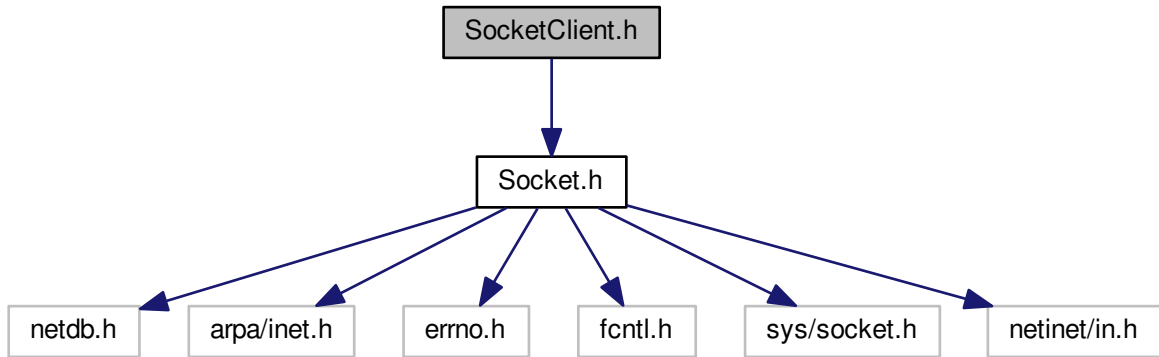 SocketClient.h
Socket.h
netdb.h
arpa/inet.h
errno.h
fcntl.h
sys/socket.h
netinet/in.h